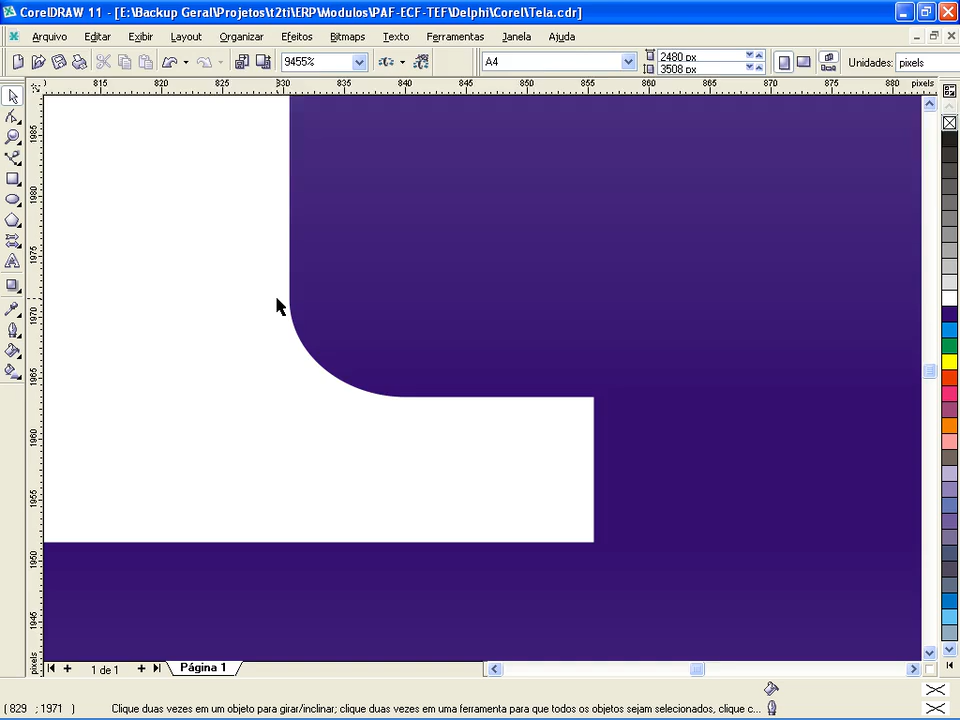 CorelDRAW 11 - [E:\Backup Geral\Projetos\t2ti\ERP\Modulos\PAF-ECF-TEF\Delphi\Corel\Tela.cdr]
Arquivo Editar Exibir Layout Organizar Efeitos Bitmaps Texto Ferramentas Janela Ajuda
9455% A4 2480 px 3508 px Unidades: pixels
815 820 825 830 835 840 845 850 855 860 865 870 pixels
1985
1980
1975
1970
1965
1960
1955
1950
1945
pixels
1 de 1 Página 1
( 829 ; 1971 ) Clique duas vezes em um objeto para girar/inclinar; clique duas vezes em uma ferramenta para que todos os objetos sejam selecionados, clique c...